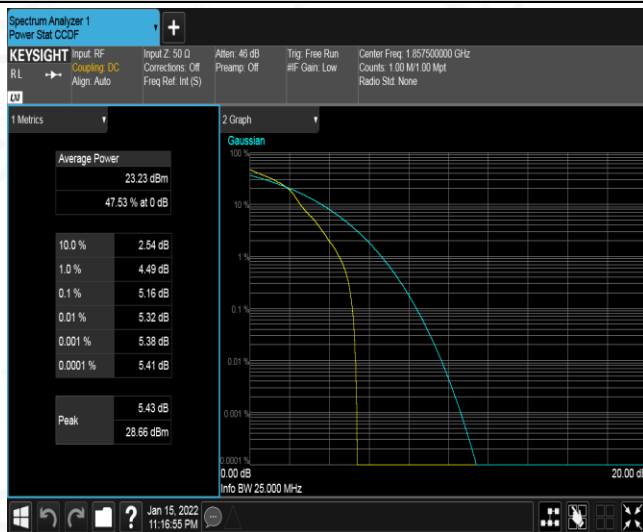 Spectrum Analyzer 1
Power Stat CCDF
+
KEYSIGHT
RL
LXI
Input: RF
Coupling: DC
Align: Auto
Input Z: 50 Ω
Corrections: Off
Freq Ref: Int (S)
Atten: 46 dB
Preamp: Off
Trig: Free Run
#IF Gain: Low
Center Freq: 1.857500000 GHz
Counts: 1.00 M/1.00 Mpt
Radio Std: None
1 Metrics
Average Power
23.23 dBm
47.53 % at 0 dB
10.0 % 2.54 dB
1.0 % 4.49 dB
0.1 % 5.16 dB
0.01 % 5.32 dB
0.001 % 5.38 dB
0.0001 % 5.41 dB
Peak 5.43 dB
28.66 dBm
2 Graph
Gaussian
100 %
10 %
1 %
0.1 %
0.01 %
0.001 %
0.0001 %
0.00 dB
20.00 dB
Info BW 25.000 MHz
?
Jan 15, 2022
11:16:55 PM